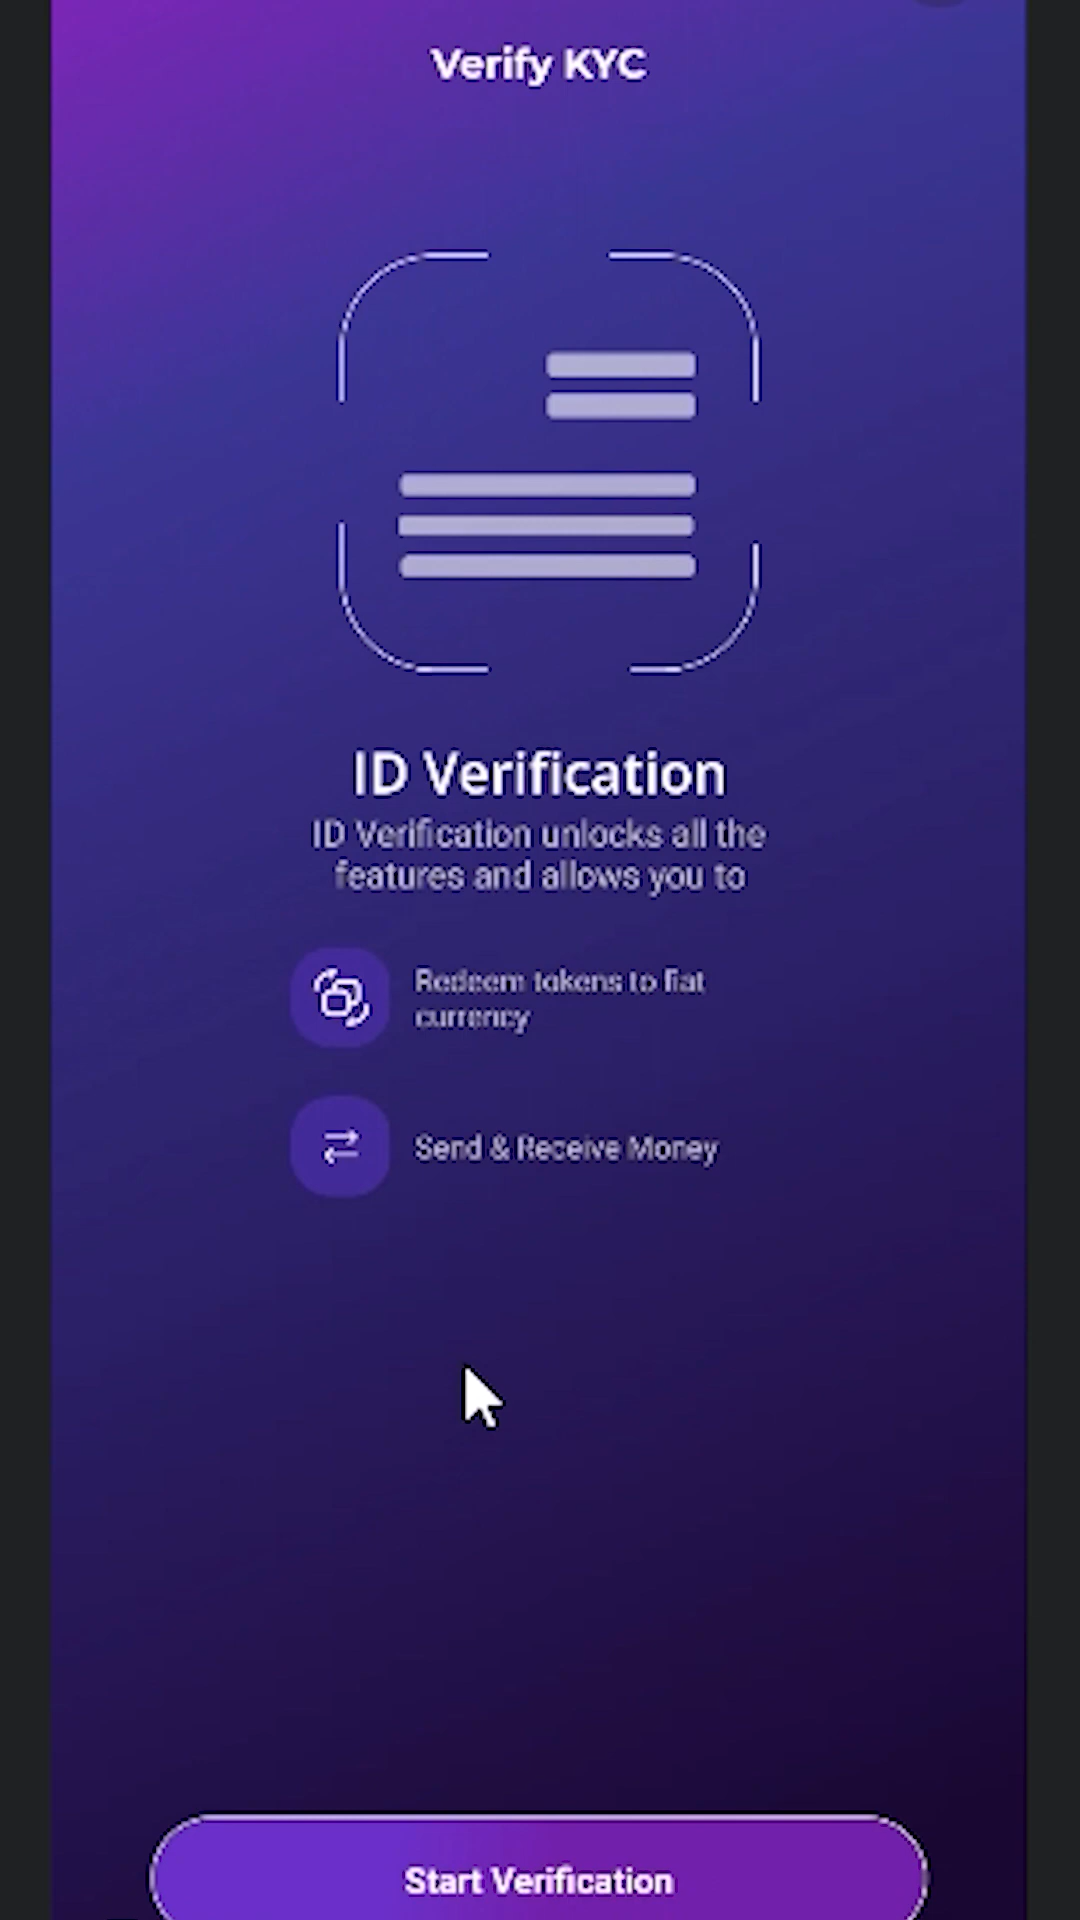 Verify KYC
ID Verification
ID Verification unlocks all the
features and allows you to
Redeem tokens to fiat
currency
Send & Receive Money
Start Verification